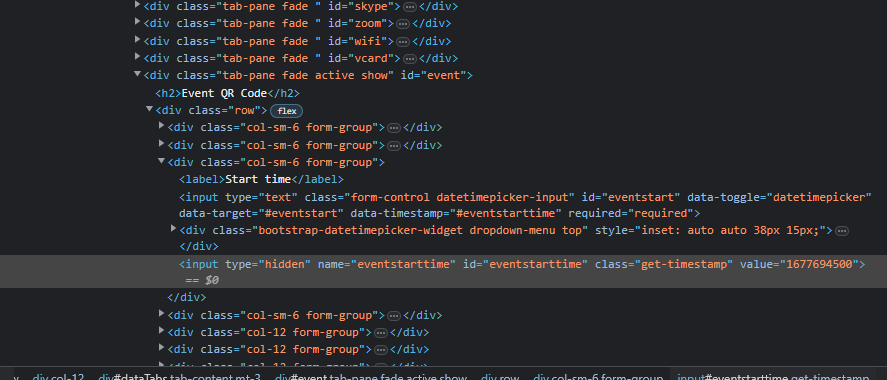 <div class="tab-pane fade " id="skype">…</div>
<div class="tab-pane fade " id="zoom">…</div>
<div class="tab-pane fade " id="wifi">…</div>
<div class="tab-pane fade " id="vcard">…</div>
<div class="tab-pane fade active show" id="event">
<h2>Event QR Code</h2>
<div class="row"> flex
<div class="col-sm-6 form-group">…</div>
<div class="col-sm-6 form-group">…</div>
<div class="col-sm-6 form-group">
<label>Start time</label>
<input type="text" class="form-control datetimepicker-input" id="eventstart" data-toggle="datetimepicker"
data-target="#eventstart" data-timestamp="#eventstarttime" required="required">
<div class="bootstrap-datetimepicker-widget dropdown-menu top" style="inset: auto auto 38px 15px;">…
</div>
<input type="hidden" name="eventstarttime" id="eventstarttime" class="get-timestamp" value="1677694500">
== $0
</div>
<div class="col-sm-6 form-group">…</div>
<div class="col-12 form-group">…</div>
<div class="col-12 form-group">…</div>
<div class="col-12 form-group">…</div>
div.col-12 div#dataTabs.tab-content.mt-3 div#event.tab-pane.fade.active.show div.row div.col-sm-6.form-group input#eventstarttime.get-timestamp